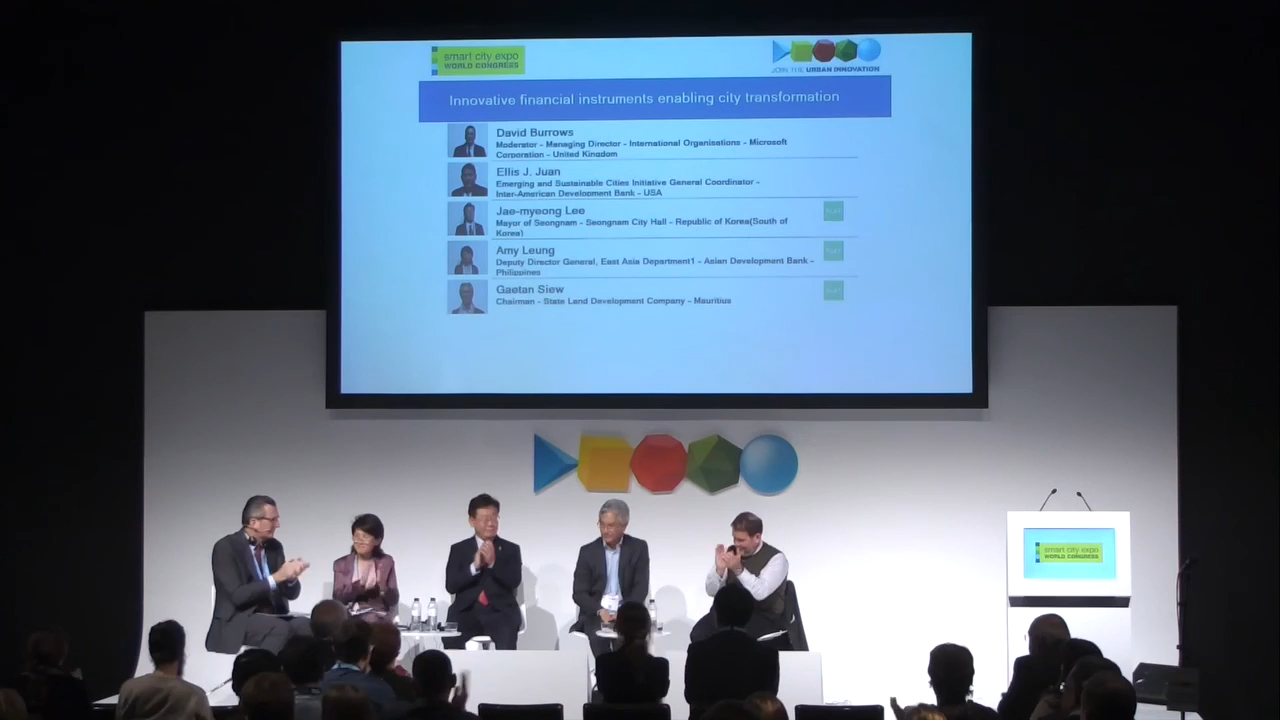 smart city expo
WORLD CONGRESS
JOIN THE URBAN INNOVATION
Innovative financial instruments enabling city transformation
David Burrows
Moderator - Managing Director - International Organisations - Microsoft
Corporation - United Kingdom
Ellis J. Juan
Emerging and Sustainable Cities Initiative General Coordinator -
Inter-American Development Bank - USA
Jae-myeong Lee
Mayor of Seongnam - Seongnam City Hall - Republic of Korea(South of
Korea)
Amy Leung
Deputy Director General, East Asia Department1 - Asian Development Bank -
Philippines
Gaetan Siew
Chairman - State Land Development Company - Mauritius
smart city expo
WORLD CONGRESS